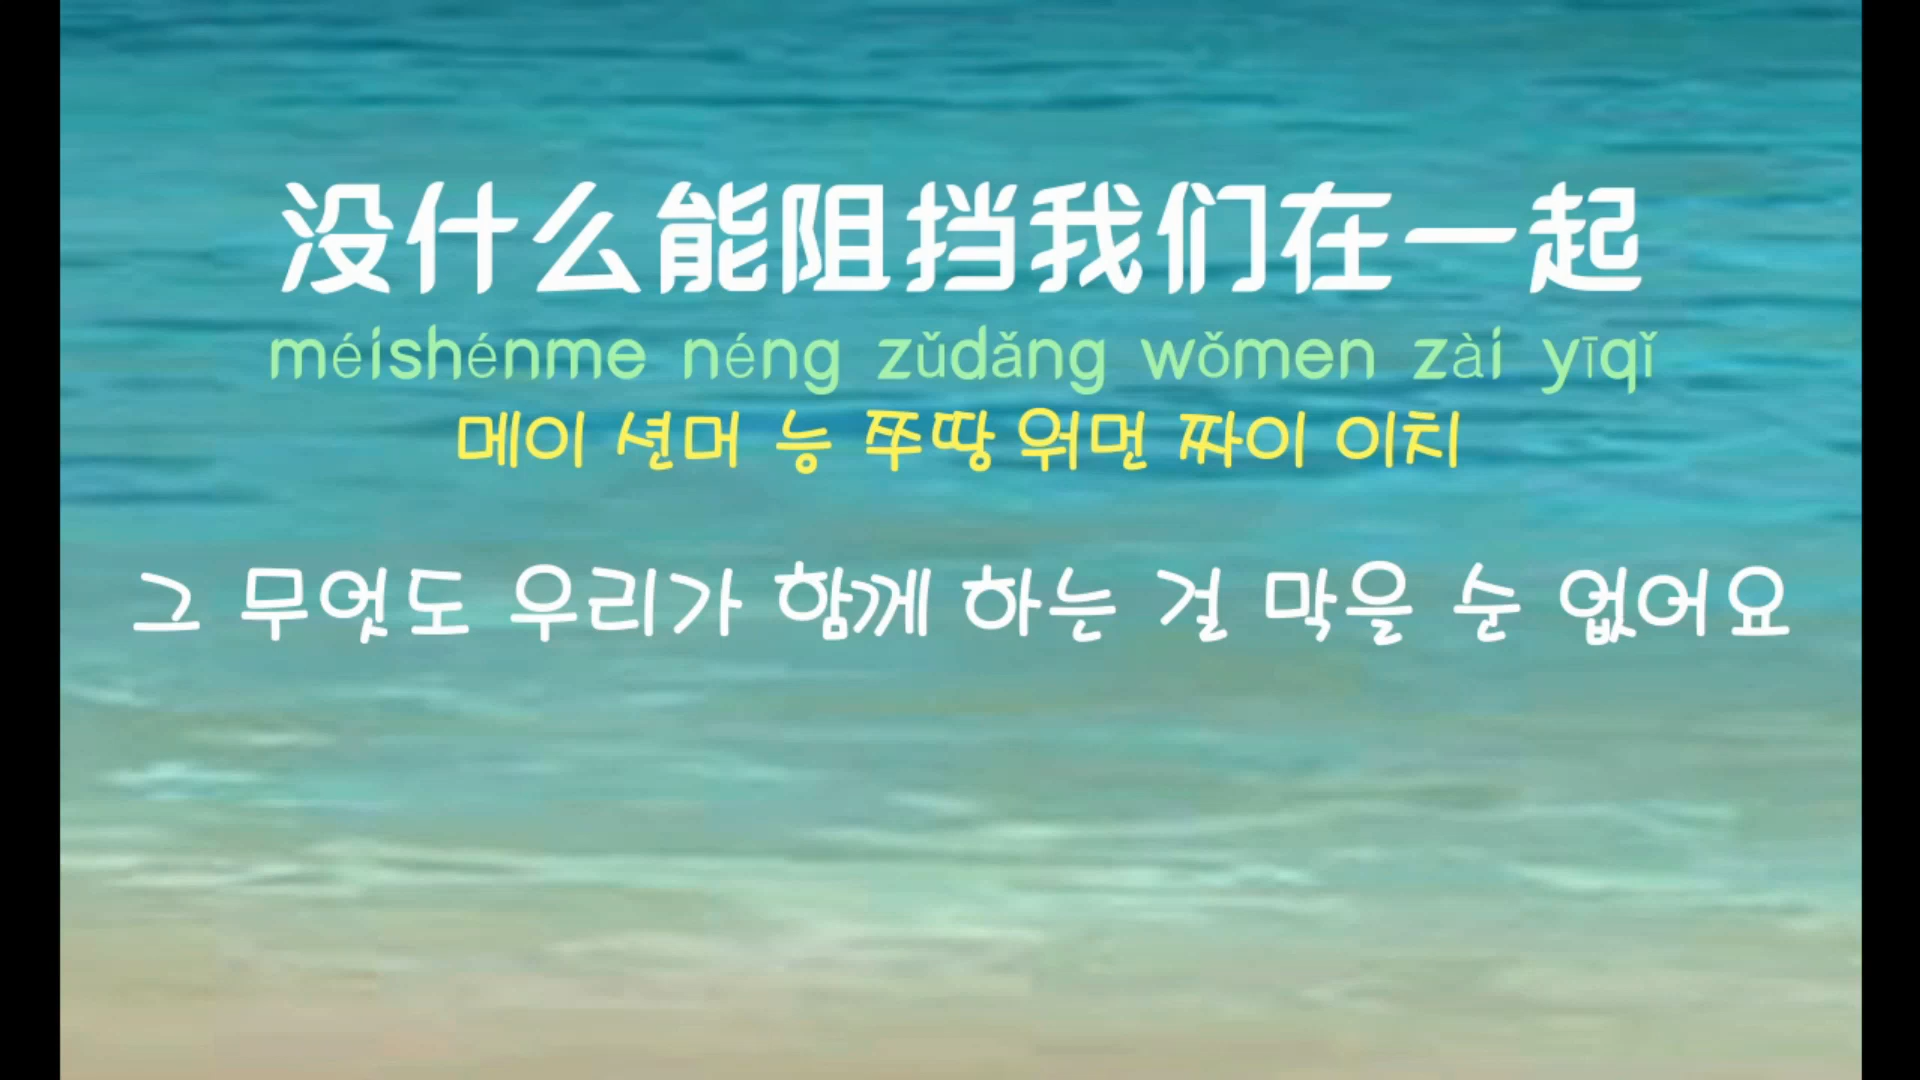 没什么能阻挡我们在一起
méishénme néng zǔdǎng wǒmen zài yīqǐ
메이 션머 능 쭈땅 워먼 짜이 이치
그 무엇도 우리가 함께 하는 걸 막을 순 없어요